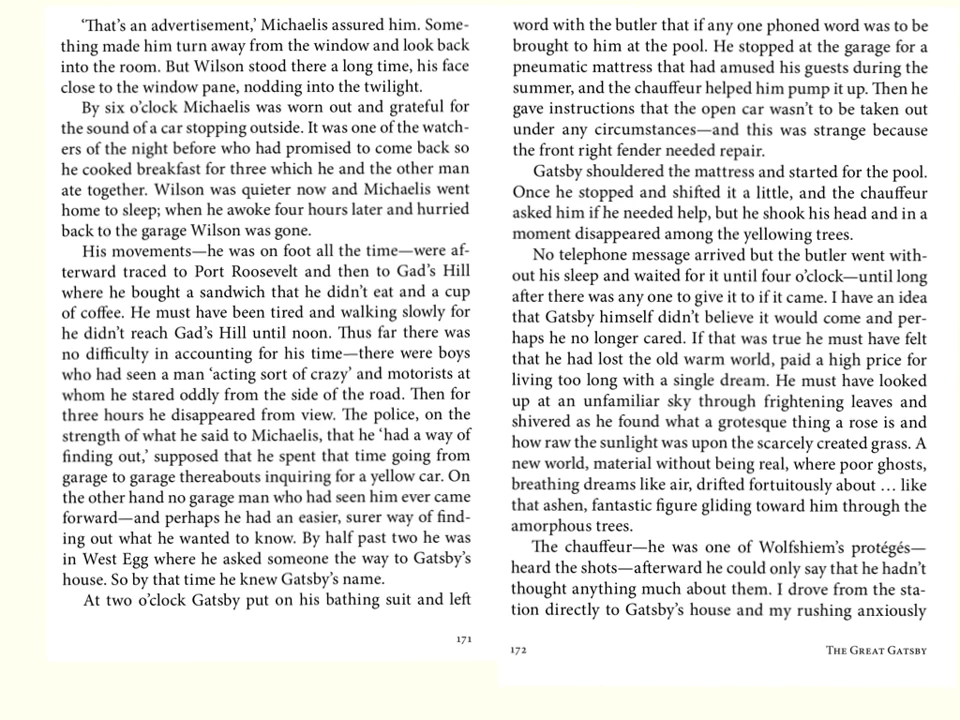 ‘That’s an advertisement,’ Michaelis assured him. Some-
thing made him turn away from the window and look back
into the room. But Wilson stood there a long time, his face
close to the window pane, nodding into the twilight.
By six o’clock Michaelis was worn out and grateful for
the sound of a car stopping outside. It was one of the watch-
ers of the night before who had promised to come back so
he cooked breakfast for three which he and the other man
ate together. Wilson was quieter now and Michaelis went
home to sleep; when he awoke four hours later and hurried
back to the garage Wilson was gone.
His movements—he was on foot all the time—were af-
terward traced to Port Roosevelt and then to Gad’s Hill
where he bought a sandwich that he didn’t eat and a cup
of coffee. He must have been tired and walking slowly for
he didn’t reach Gad’s Hill until noon. Thus far there was
no difficulty in accounting for his time—there were boys
who had seen a man ‘acting sort of crazy’ and motorists at
whom he stared oddly from the side of the road. Then for
three hours he disappeared from view. The police, on the
strength of what he said to Michaelis, that he ‘had a way of
finding out,’ supposed that he spent that time going from
garage to garage thereabouts inquiring for a yellow car. On
the other hand no garage man who had seen him ever came
forward—and perhaps he had an easier, surer way of find-
ing out what he wanted to know. By half past two he was
in West Egg where he asked someone the way to Gatsby’s
house. So by that time he knew Gatsby’s name.
At two o’clock Gatsby put on his bathing suit and left
171
word with the butler that if any one phoned word was to be
brought to him at the pool. He stopped at the garage for a
pneumatic mattress that had amused his guests during the
summer, and the chauffeur helped him pump it up. Then he
gave instructions that the open car wasn’t to be taken out
under any circumstances—and this was strange because
the front right fender needed repair.
Gatsby shouldered the mattress and started for the pool.
Once he stopped and shifted it a little, and the chauffeur
asked him if he needed help, but he shook his head and in a
moment disappeared among the yellowing trees.
No telephone message arrived but the butler went with-
out his sleep and waited for it until four o’clock—until long
after there was any one to give it to if it came. I have an idea
that Gatsby himself didn’t believe it would come and per-
haps he no longer cared. If that was true he must have felt
that he had lost the old warm world, paid a high price for
living too long with a single dream. He must have looked
up at an unfamiliar sky through frightening leaves and
shivered as he found what a grotesque thing a rose is and
how raw the sunlight was upon the scarcely created grass. A
new world, material without being real, where poor ghosts,
breathing dreams like air, drifted fortuitously about … like
that ashen, fantastic figure gliding toward him through the
amorphous trees.
The chauffeur—he was one of Wolfshiem’s protégés—
heard the shots—afterward he could only say that he hadn’t
thought anything much about them. I drove from the sta-
tion directly to Gatsby’s house and my rushing anxiously
172
The Great Gatsby